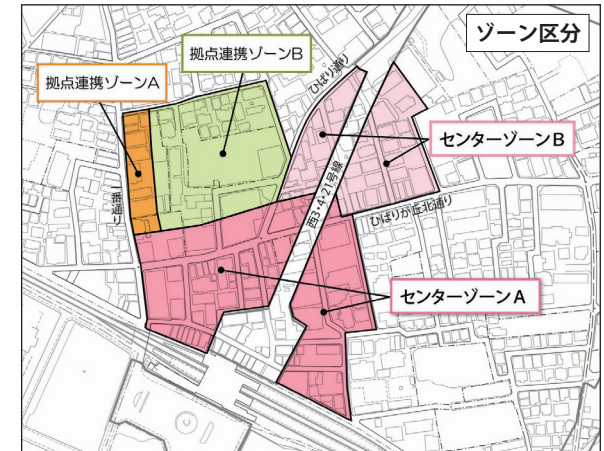 ゾーン区分
拠点連携ゾーンB
拠点連携ゾーンA
ひばり通り
センターゾーンB
一番通り
西3・4・21号線
ひばりが丘北通り
センターゾーンA